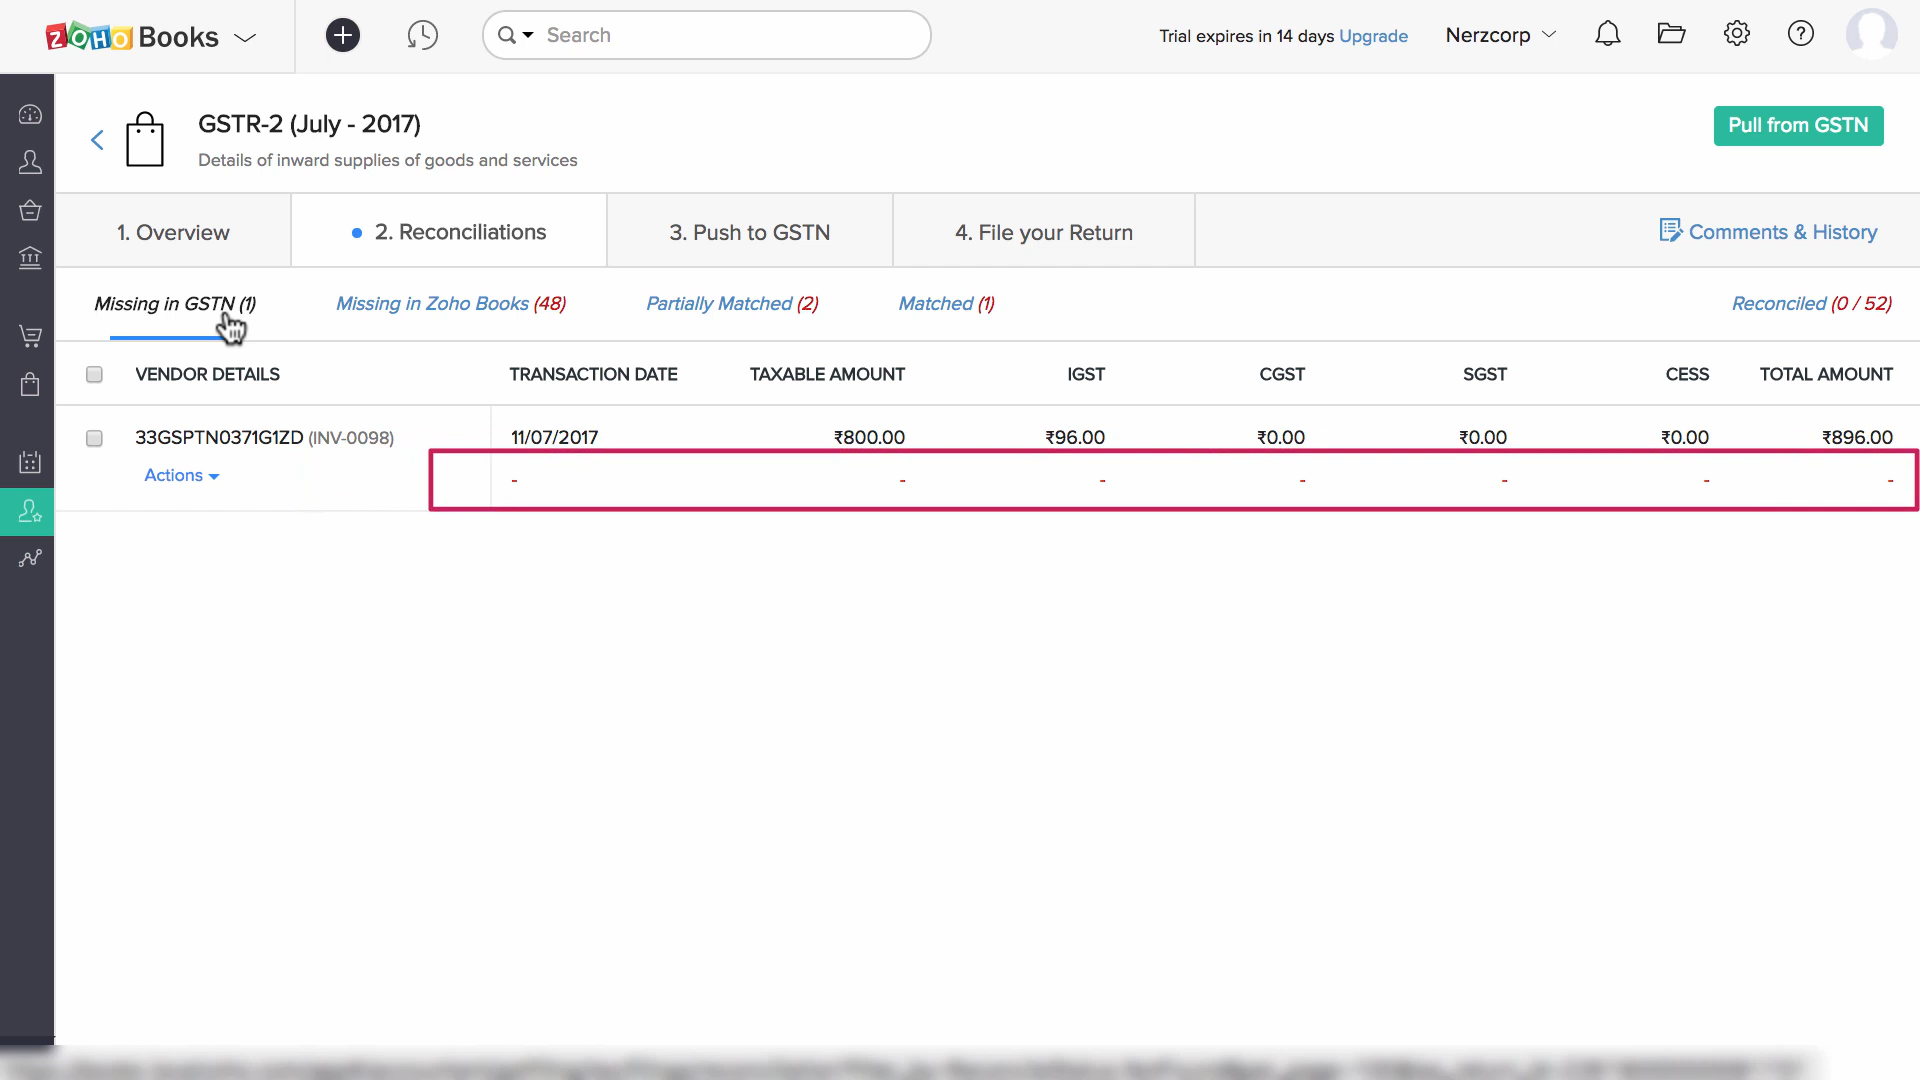 ZOHO Books
Search
Trial expires in 14 days Upgrade
Nerzcorp
GSTR-2 (July - 2017)
Details of inward supplies of goods and services
Pull from GSTN
1. Overview
2. Reconciliations
3. Push to GSTN
4. File your Return
Comments & History
Missing in GSTN (1)
Missing in Zoho Books (48)
Partially Matched (2)
Matched (1)
Reconciled (0 / 52)
VENDOR DETAILS TRANSACTION DATE TAXABLE AMOUNT IGST CGST SGST CESS TOTAL AMOUNT
33GSPTN0371G1ZD (INV-0098) 11/07/2017 ₹800.00 ₹96.00 ₹0.00 ₹0.00 ₹0.00 ₹896.00
Actions - - - - - - -